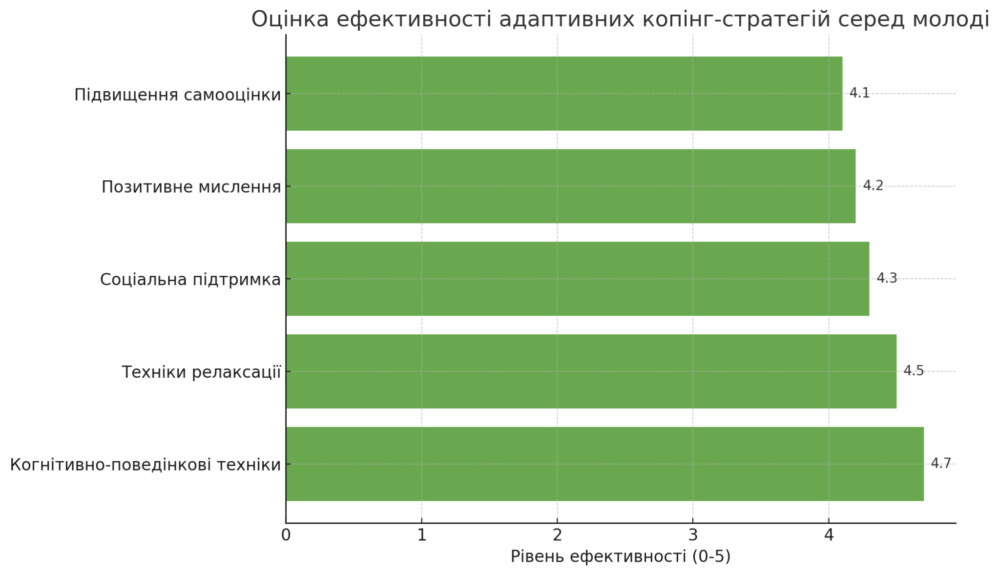 Оцінка ефективності адаптивних копінг-стратегій серед молоді
Підвищення самооцінки
4.1
Позитивне мислення
4.2
Соціальна підтримка
4.3
Техніки релаксації
4.5
Когнітивно-поведінкові техніки
4.7
0 1 2 3 4
Рівень ефективності (0-5)